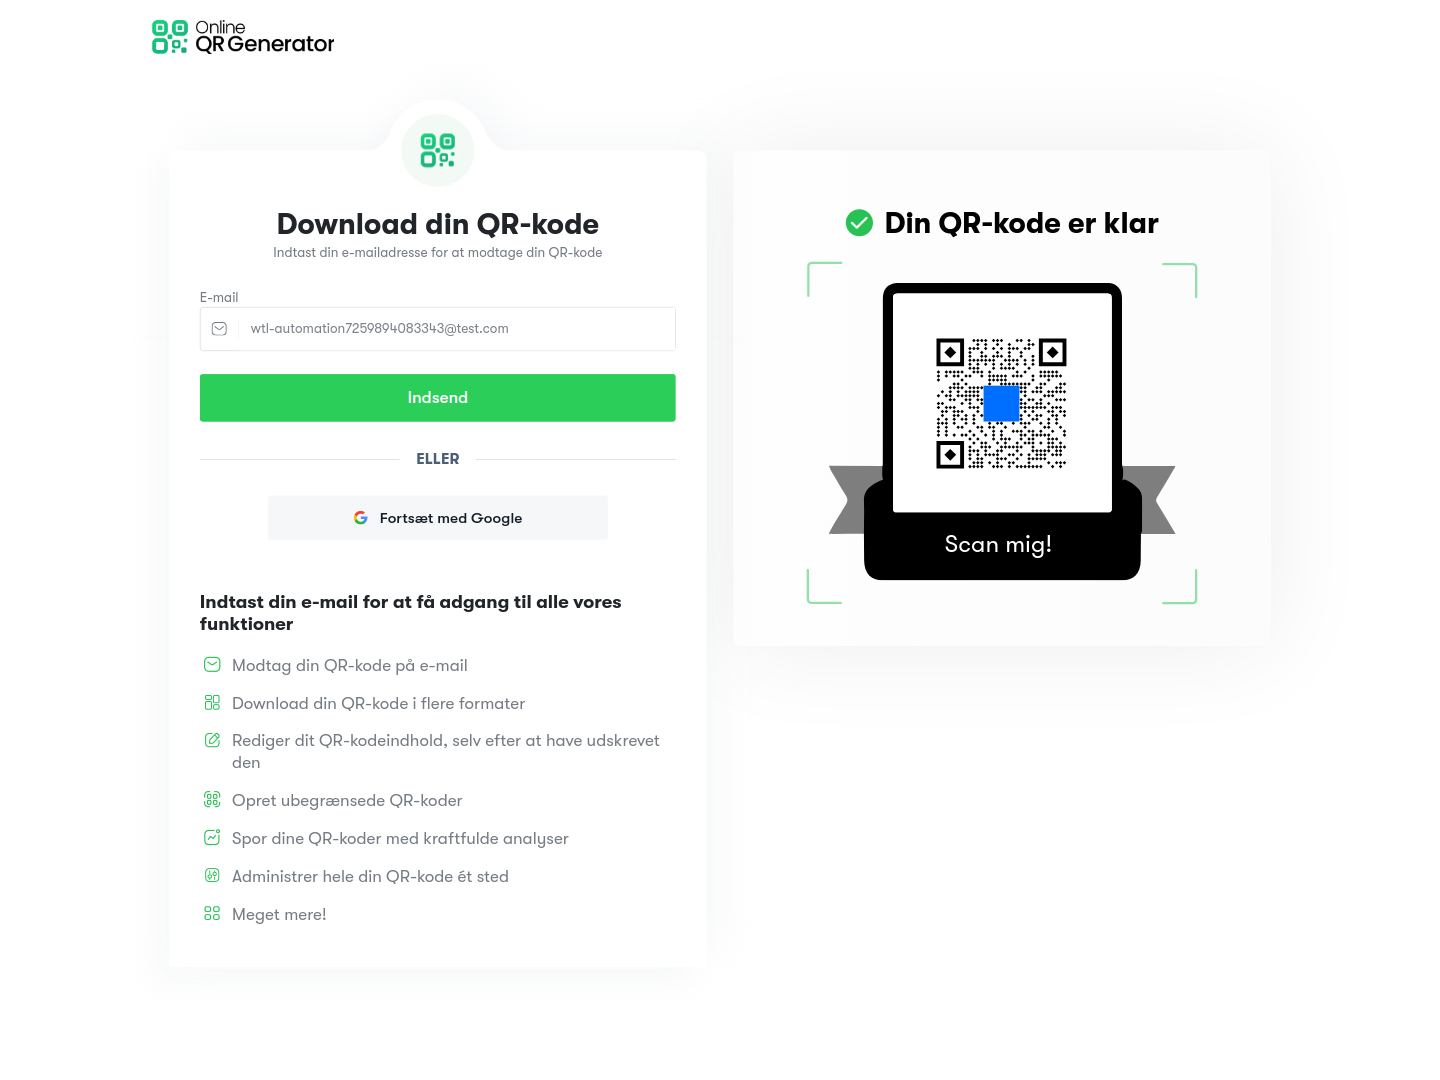 Online
QR Generator
Download din QR-kode
Indtast din e-mailadresse for at modtage din QR-kode
E-mail
wtl-automation7259894083343@test.com
Indsend
ELLER
Fortsæt med Google
Indtast din e-mail for at få adgang til alle vores
funktioner
Modtag din QR-kode på e-mail
Download din QR-kode i flere formater
Rediger dit QR-kodeindhold, selv efter at have udskrevet
den
Opret ubegrænsede QR-koder
Spor dine QR-koder med kraftfulde analyser
Administrer hele din QR-kode ét sted
Meget mere!
Din QR-kode er klar
Scan mig!